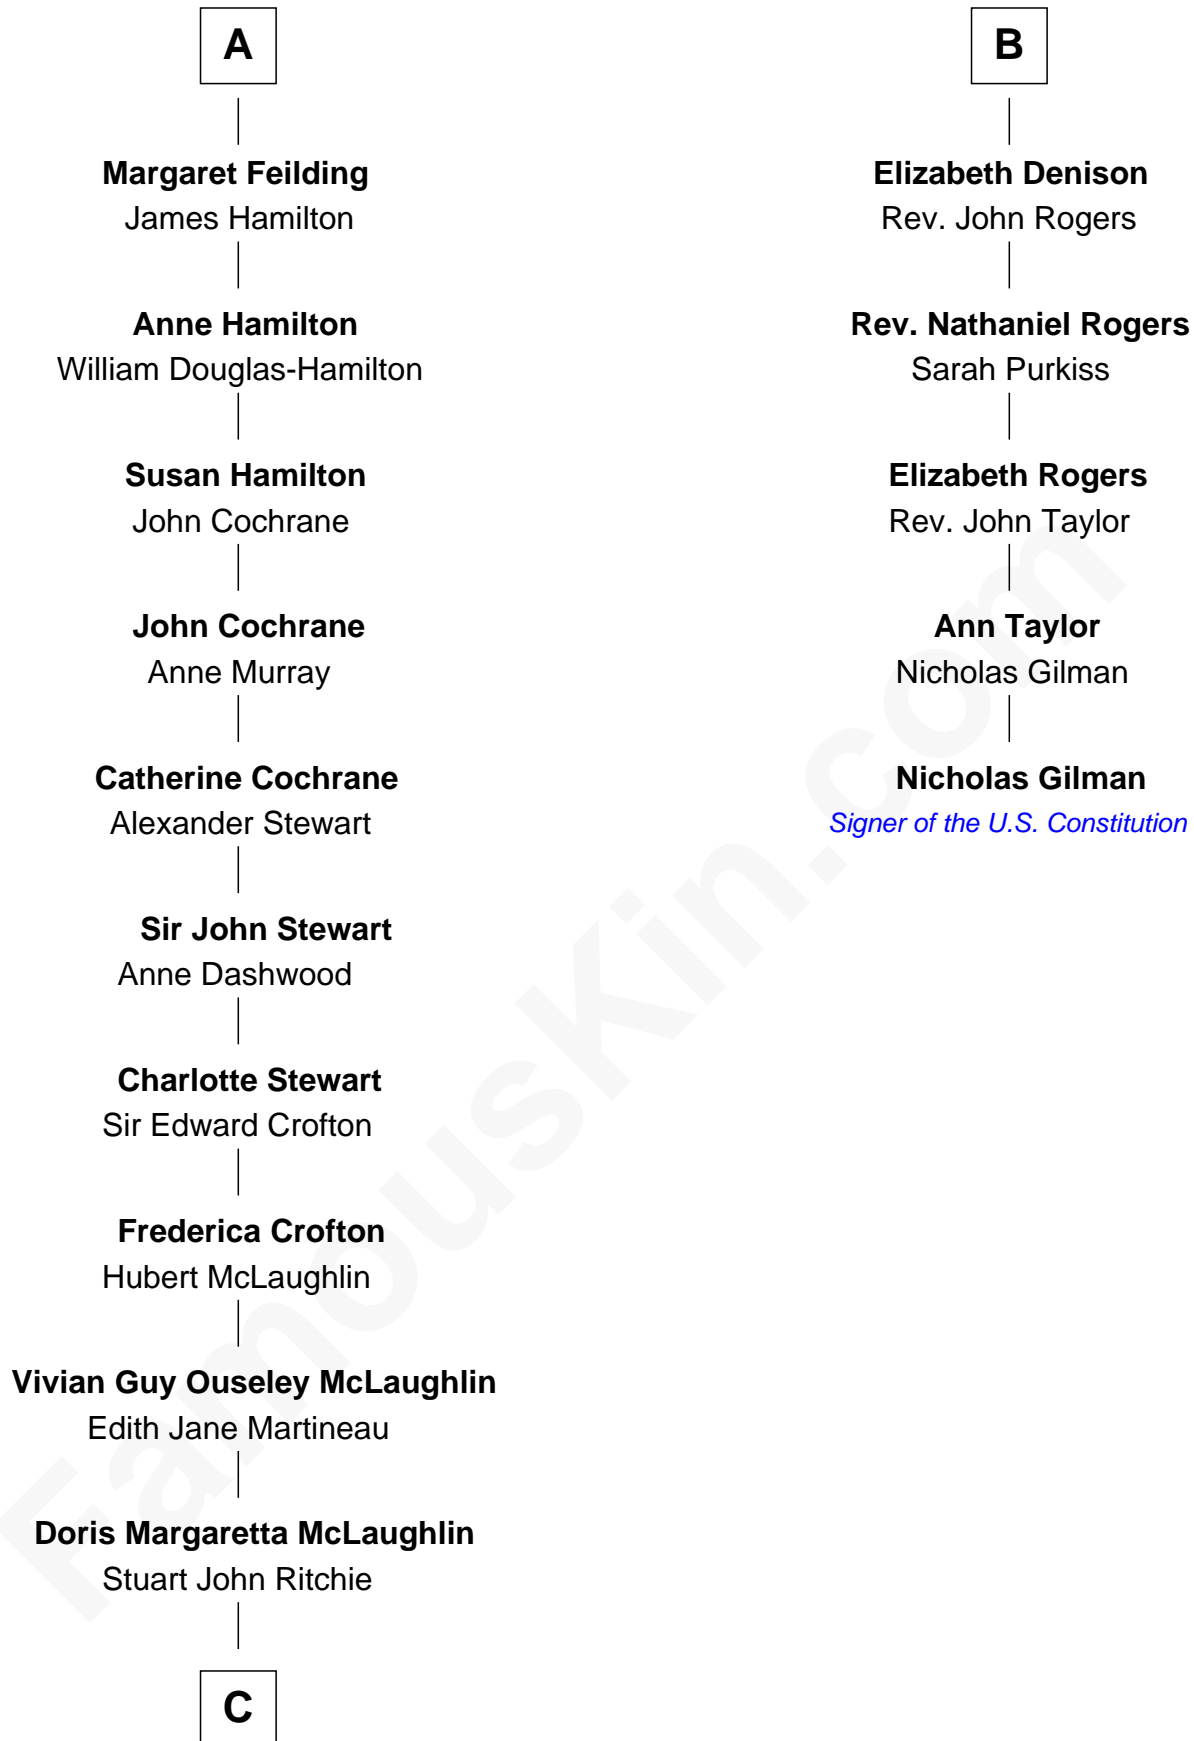 A
Margaret Feilding
James Hamilton
Anne Hamilton
William Douglas-Hamilton
Susan Hamilton
John Cochrane
John Cochrane
Anne Murray
Catherine Cochrane
Alexander Stewart
Sir John Stewart
Anne Dashwood
Charlotte Stewart
Sir Edward Crofton
Frederica Crofton
Hubert McLaughlin
Vivian Guy Ouseley McLaughlin
Edith Jane Martineau
Doris Margaretta McLaughlin
Stuart John Ritchie
C
B
Elizabeth Denison
Rev. John Rogers
Rev. Nathaniel Rogers
Sarah Purkiss
Elizabeth Rogers
Rev. John Taylor
Ann Taylor
Nicholas Gilman
Nicholas Gilman
Signer of the U.S. Constitution
FamousKin.com